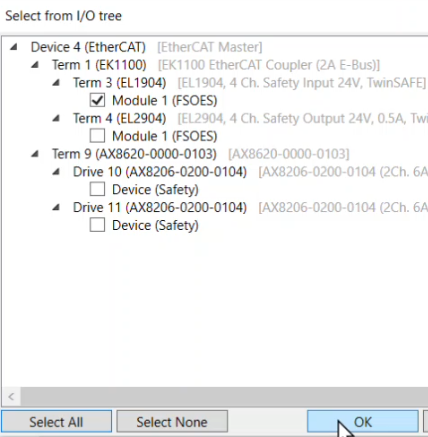 Select from I/O tree
Device 4 (EtherCAT) [EtherCAT Master]
Term 1 (EK1100) [EK1100 EtherCAT Coupler (2A E-Bus)]
Term 3 (EL1904) [EL1904, 4 Ch. Safety Input 24V, TwinSAFE]
Module 1 (FSOES)
Term 4 (EL2904) [EL2904, 4 Ch. Safety Output 24V, 0.5A, Twi
Module 1 (FSOES)
Term 9 (AX8620-0000-0103) [AX8620-0000-0103]
Drive 10 (AX8206-0200-0104) [AX8206-0200-0104 (2Ch. 6A
Device (Safety)
Drive 11 (AX8206-0200-0104) [AX8206-0200-0104 (2Ch. 6A
Device (Safety)
Select All Select None OK